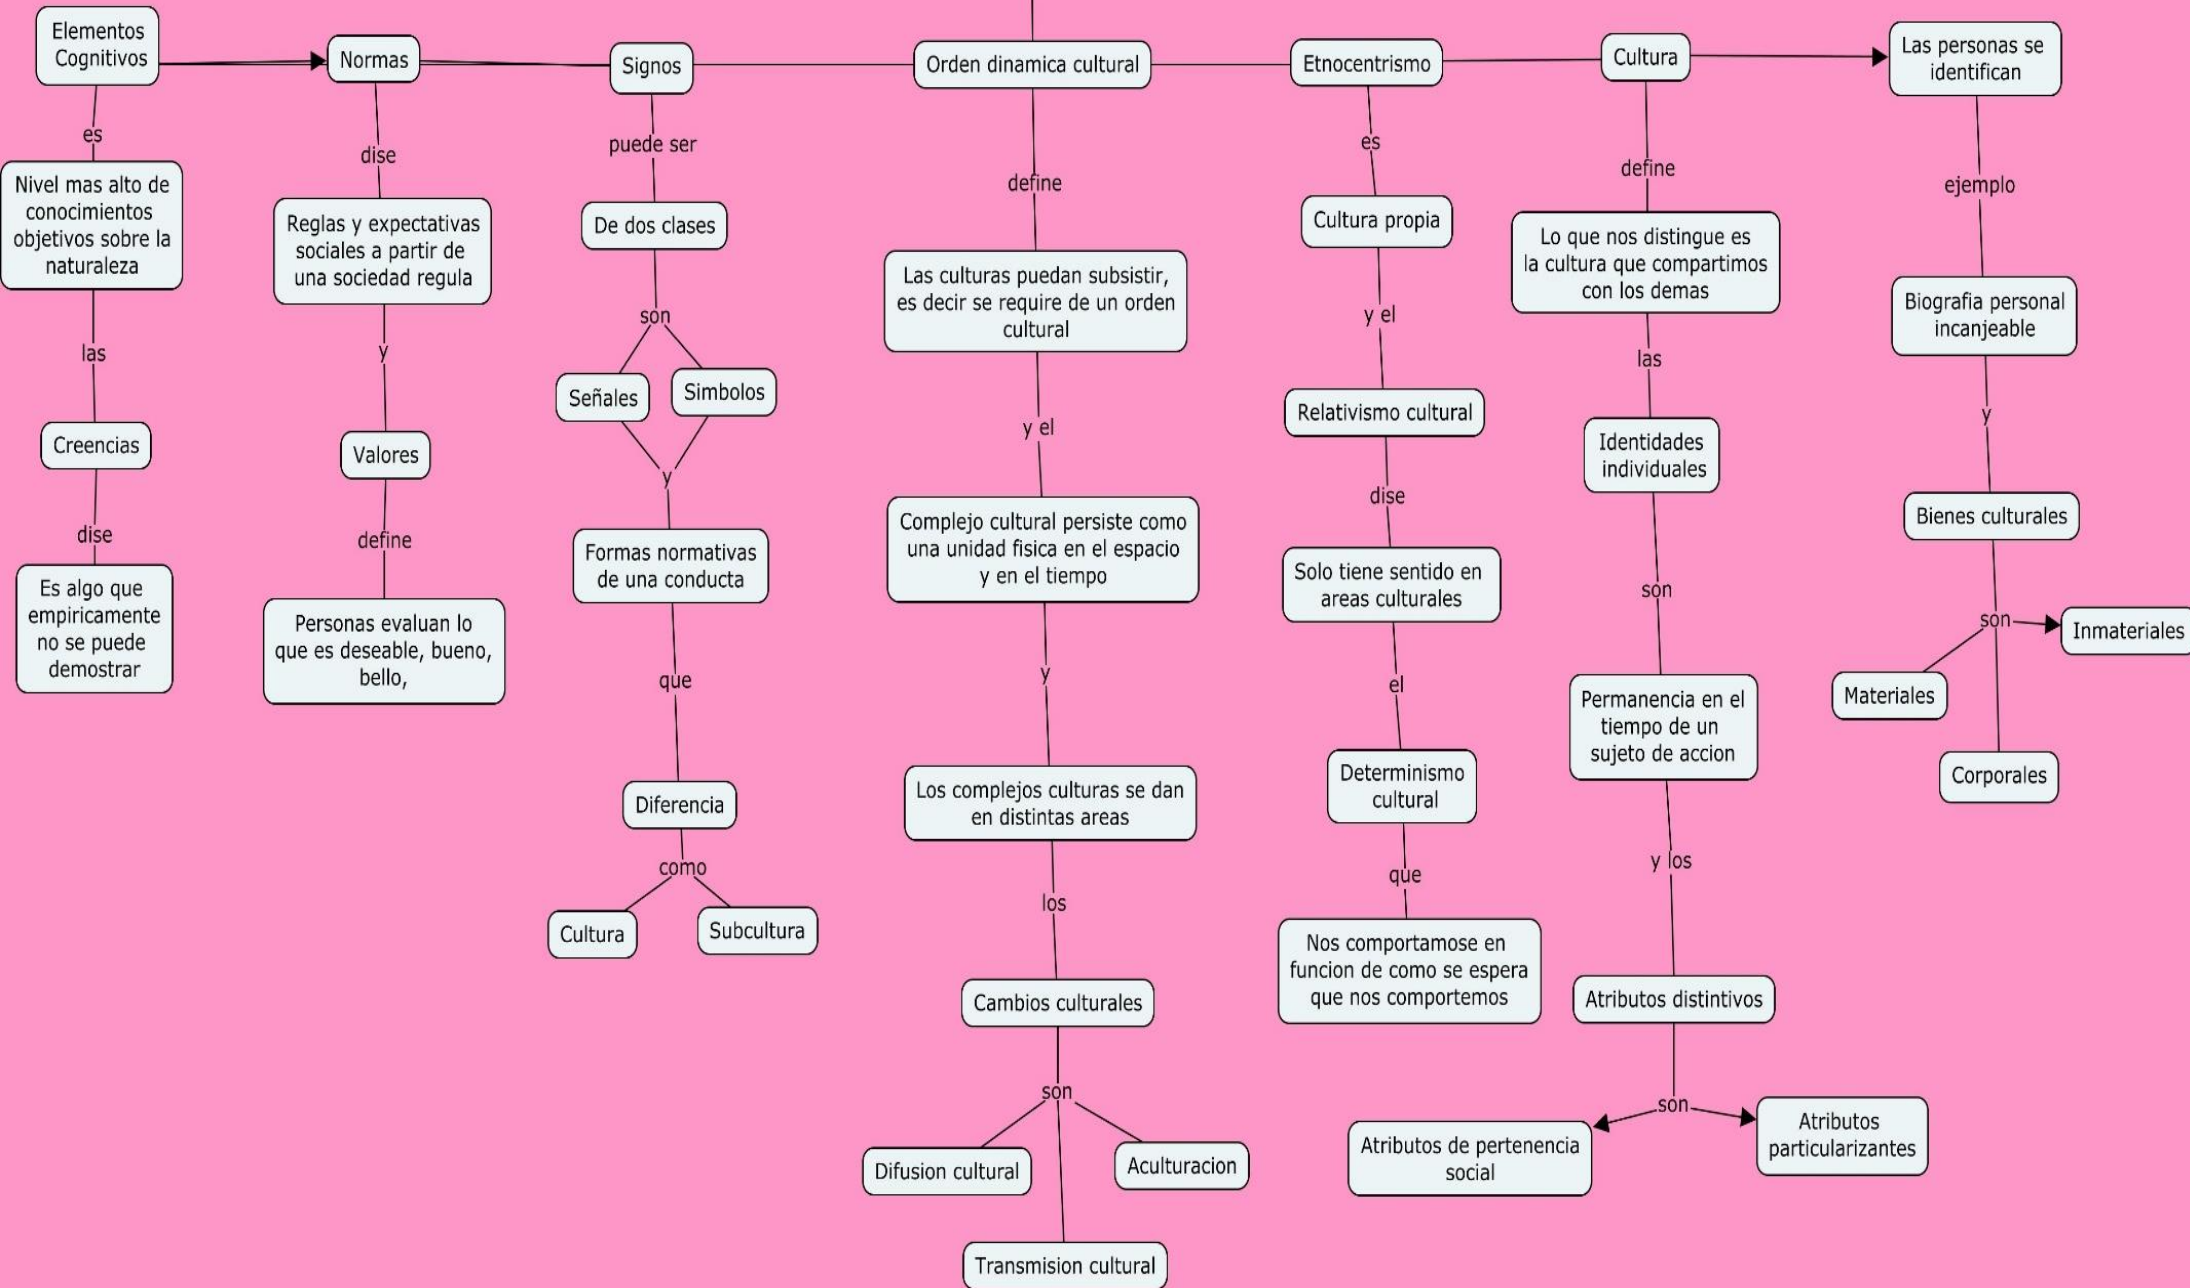 Elementos
Cognitivos
es
Nivel mas alto de
conocimientos
objetivos sobre la
naturaleza
las
Creencias
dise
Es algo que
empiricamente
no se puede
demostrar
Normas
dise
Reglas y expectativas
sociales a partir de
una sociedad regula
y
Valores
define
Personas evaluan lo
que es deseable, bueno,
bello,
Signos
puede ser
De dos clases
son
Señales
Simbolos
y
Formas normativas
de una conducta
que
Diferencia
como
Cultura
Subcultura
Orden dinamica cultural
define
Las culturas puedan subsistir,
es decir se require de un orden
cultural
y el
Complejo cultural persiste como
una unidad fisica en el espacio
y en el tiempo
y
Los complejos culturas se dan
en distintas areas
los
Cambios culturales
son
Difusion cultural
Aculturacion
Transmision cultural
Etnocentrismo
es
Cultura propia
y el
Relativismo cultural
dise
Solo tiene sentido en
areas culturales
el
Determinismo
cultural
que
Nos comportamose en
funcion de como se espera
que nos comportemos
Cultura
define
Lo que nos distingue es
la cultura que compartimos
con los demas
las
Identidades
individuales
son
Permanencia en el
tiempo de un
sujeto de accion
y los
Atributos distintivos
son
Atributos de pertenencia
social
Atributos
particularizantes
Las personas se
identifican
ejemplo
Biografia personal
incanjeable
y
Bienes culturales
son
Inmateriales
Materiales
Corporales